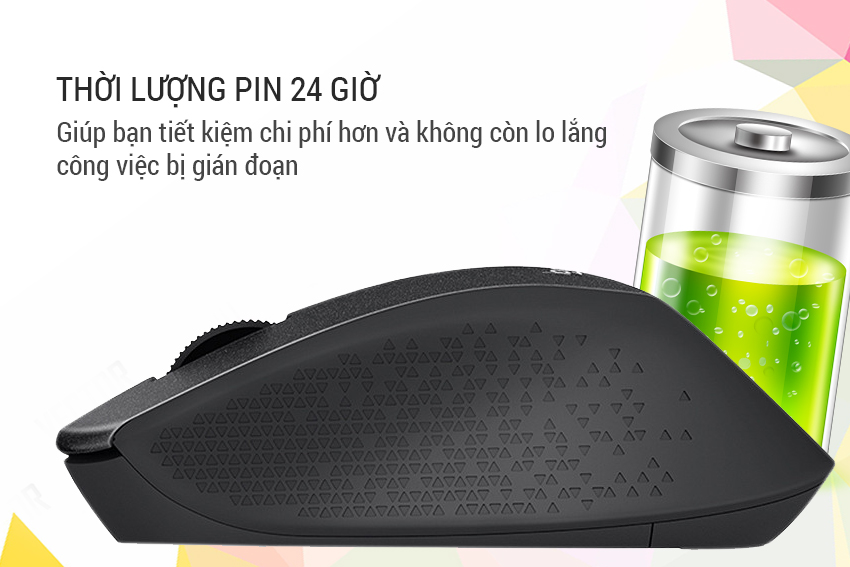 THỜI LƯỢNG PIN 24 GIỜ
Giúp bạn tiết kiệm chi phí hơn và không còn lo lắng
công việc bị gián đoạn